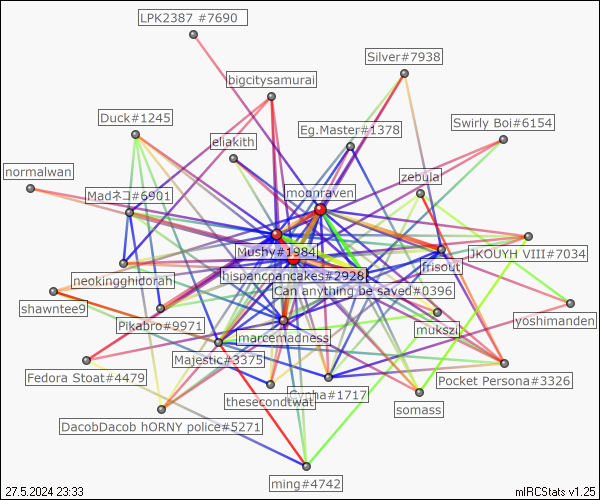 LPK2387 #7690
Silver#7938
bigcitysamurai
Duck#1245
Eg.Master#1378
Swirly Boi#6154
eliakith
normalwan
zebula
Madネコ#6901
moonraven
Mushy#1984
JKOUYH VIII#7034
frisout
neokingghidorah
hispancpancakes#2928
Can anything be saved#0396
shawntee9
yoshimanden
Pikabro#9971
mukszi
marcemadness
Majestic#3375
Fedora Stoat#4479
Pocket Persona#3326
thesecondtwat
#1717
somass
DacobDacob hORNY police#5271
ming#4742
27.5.2024 23:33
mIRCStats v1.25